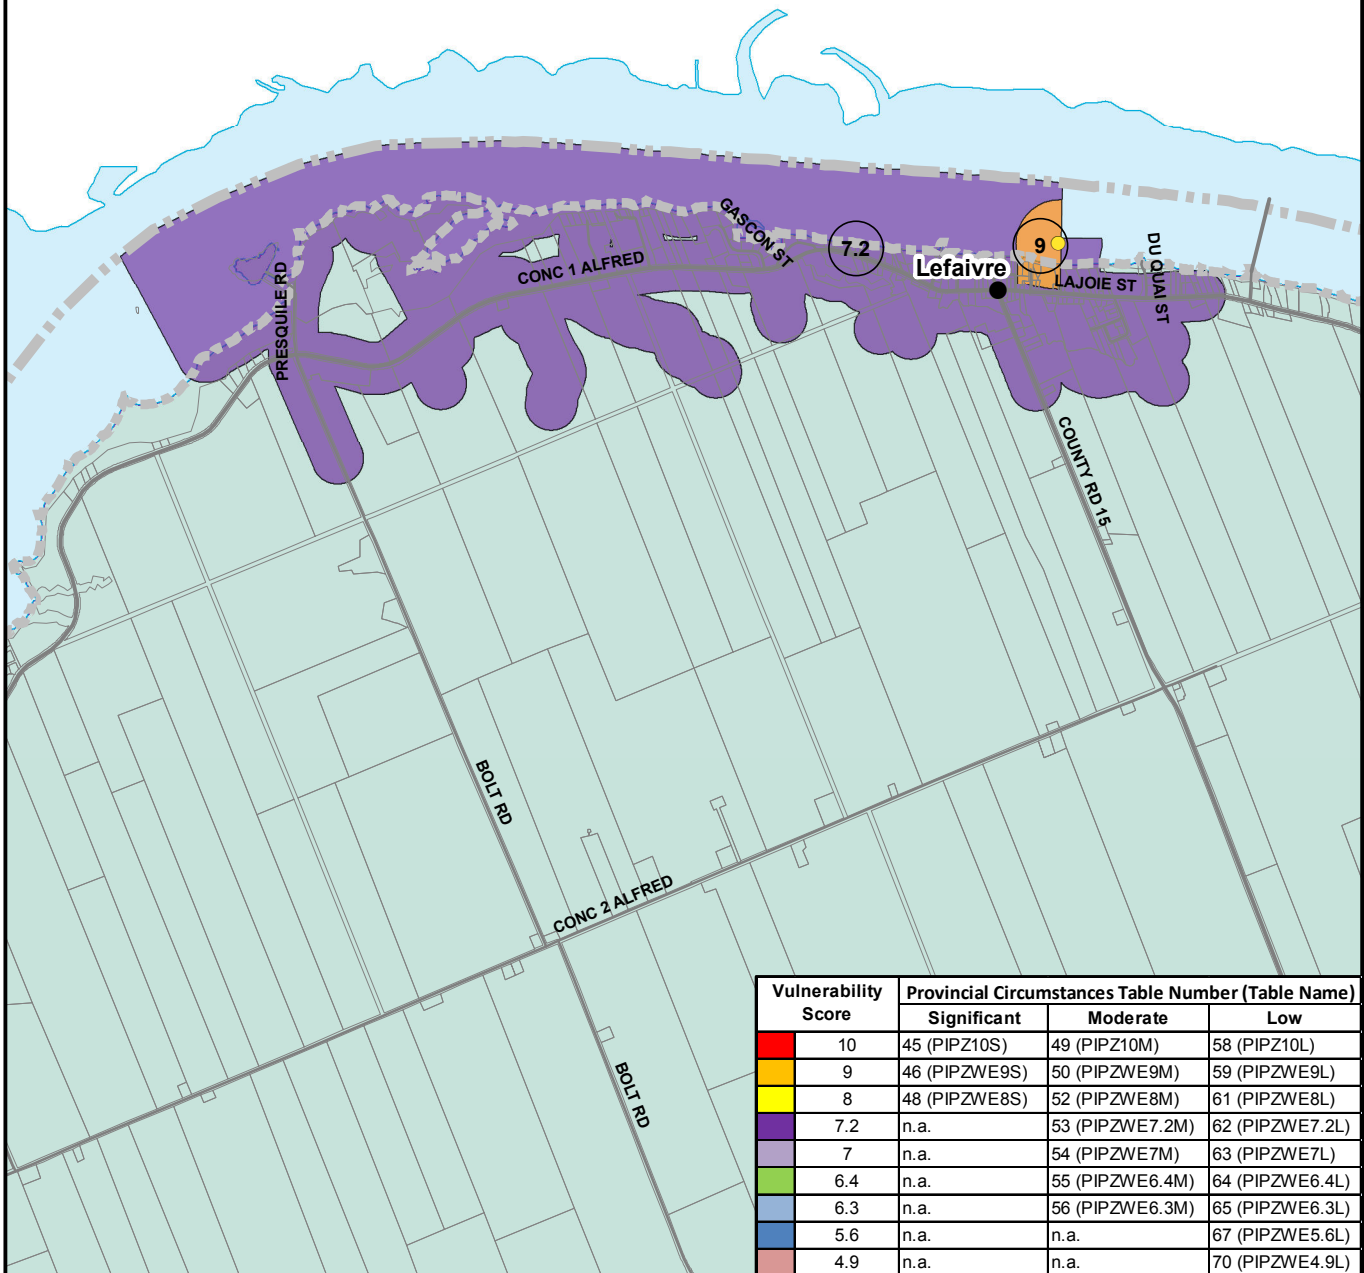 GASCON ST
7.2
9
DU QUAI ST
PRESQUILE RD
CONC 1 ALFRED
Lefaivre
LAJOIE ST
COUNTY RD 15
BOLT RD
CONC 2 ALFRED
BOLT RD
Vulnerability Score Provincial Circumstances Table Number (Table Name)
Significant Moderate Low
10 45 (PIPZ10S) 49 (PIPZ10M) 58 (PIPZ10L)
9 46 (PIPZWE9S) 50 (PIPZWE9M) 59 (PIPZWE9L)
8 48 (PIPZWE8S) 52 (PIPZWE8M) 61 (PIPZWE8L)
7.2 n.a. 53 (PIPZWE7.2M) 62 (PIPZWE7.2L)
7 n.a. 54 (PIPZWE7M) 63 (PIPZWE7L)
6.4 n.a. 55 (PIPZWE6.4M) 64 (PIPZWE6.4L)
6.3 n.a. 56 (PIPZWE6.3M) 65 (PIPZWE6.3L)
5.6 n.a. n.a. 67 (PIPZWE5.6L)
4.9 n.a. n.a. 70 (PIPZWE4.9L)